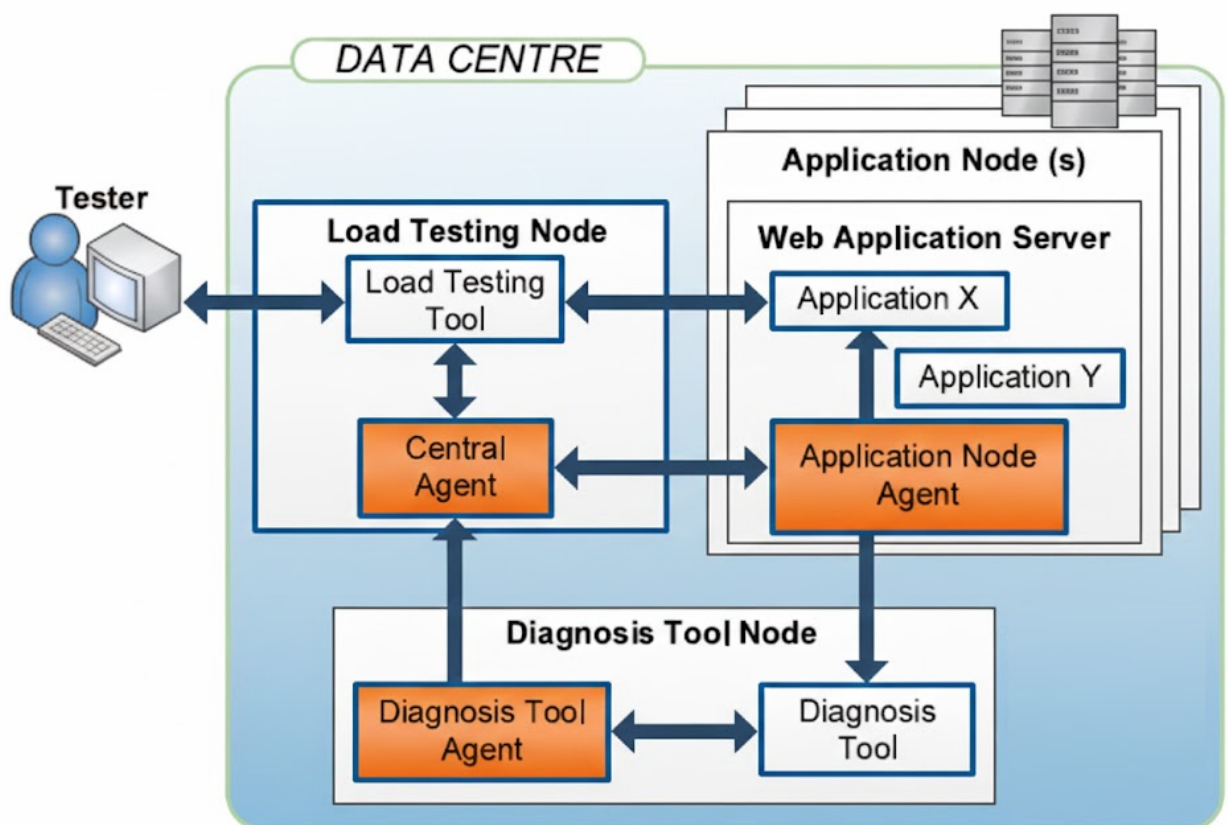 DATA CENTRE
Tester
Application Node (s)
Load Testing Node
Web Application Server
Load Testing
Tool
Application X
Application Y
Central
Agent
Application Node
Agent
Diagnosis Tool Node
Diagnosis Tool
Agent
Diagnosis
Tool